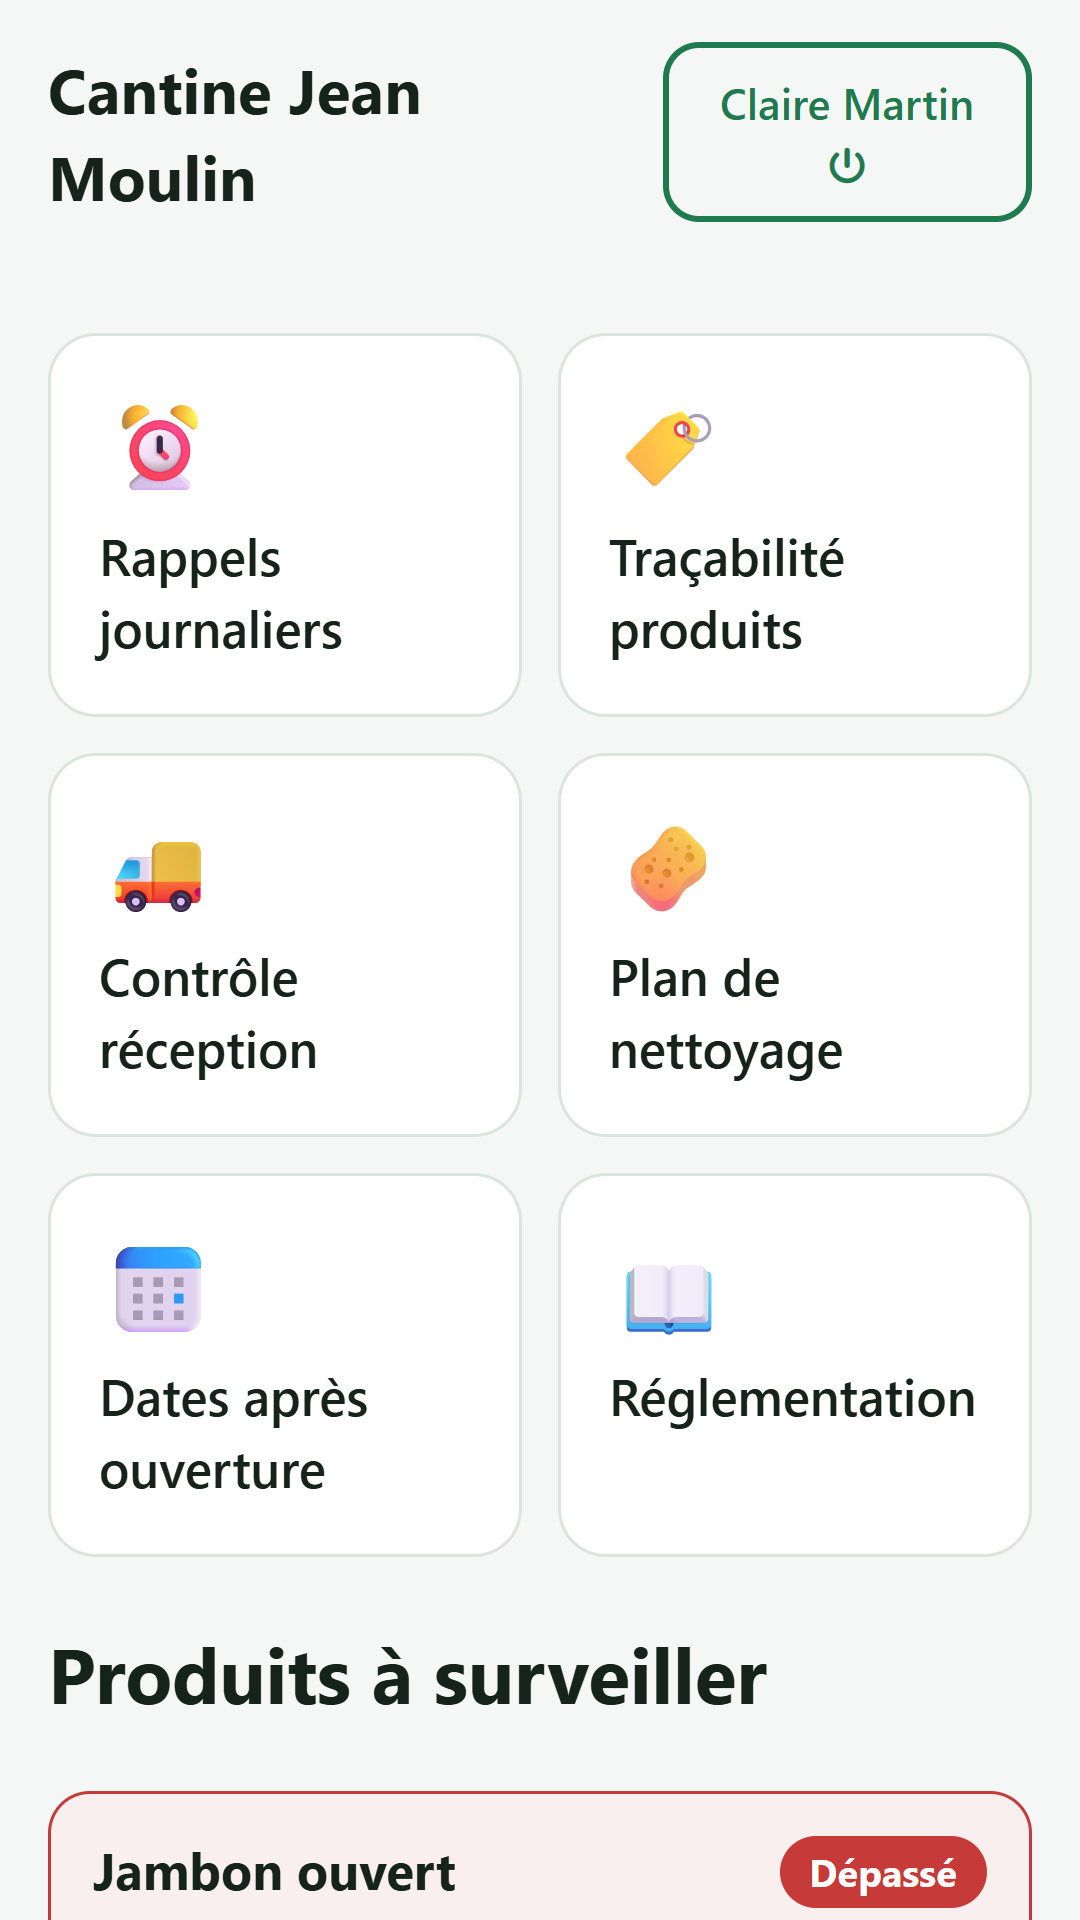 Cantine Jean
Moulin
Claire Martin
Rappels
journaliers
Traçabilité
produits
Contrôle
réception
Plan de
nettoyage
Dates après
ouverture
Réglementation
Produits à surveiller
Jambon ouvert
Dépassé